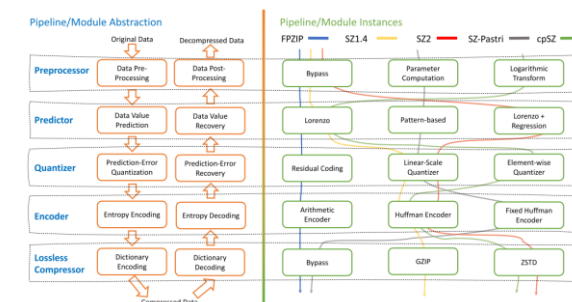 Pipeline/Module Abstraction
Pipeline/Module Instances
Original Data
Decompressed Data
FPZIP
SZ1.4
SZ2
SZ-Pastri
cpSZ
Preprocessor
Data Pre-
Processing
Data Post-
Processing
Bypass
Parameter
Computation
Logarithmic
Transform
Predictor
Data Value
Prediction
Data Value
Recovery
Lorenzo
Pattern-based
Lorenzo +
Regression
Quantizer
Prediction-Error
Quantization
Prediction-Error
Recovery
Residual Coding
Linear-Scale
Quantizer
Element-wise
Quantizer
Encoder
Entropy Encoding
Entropy Decoding
Arithmetic
Encoder
Huffman Encoder
Fixed Huffman
Encoder
Lossless
Compressor
Dictionary
Encoding
Dictionary
Decoding
Bypass
GZIP
ZSTD
Compressed Data